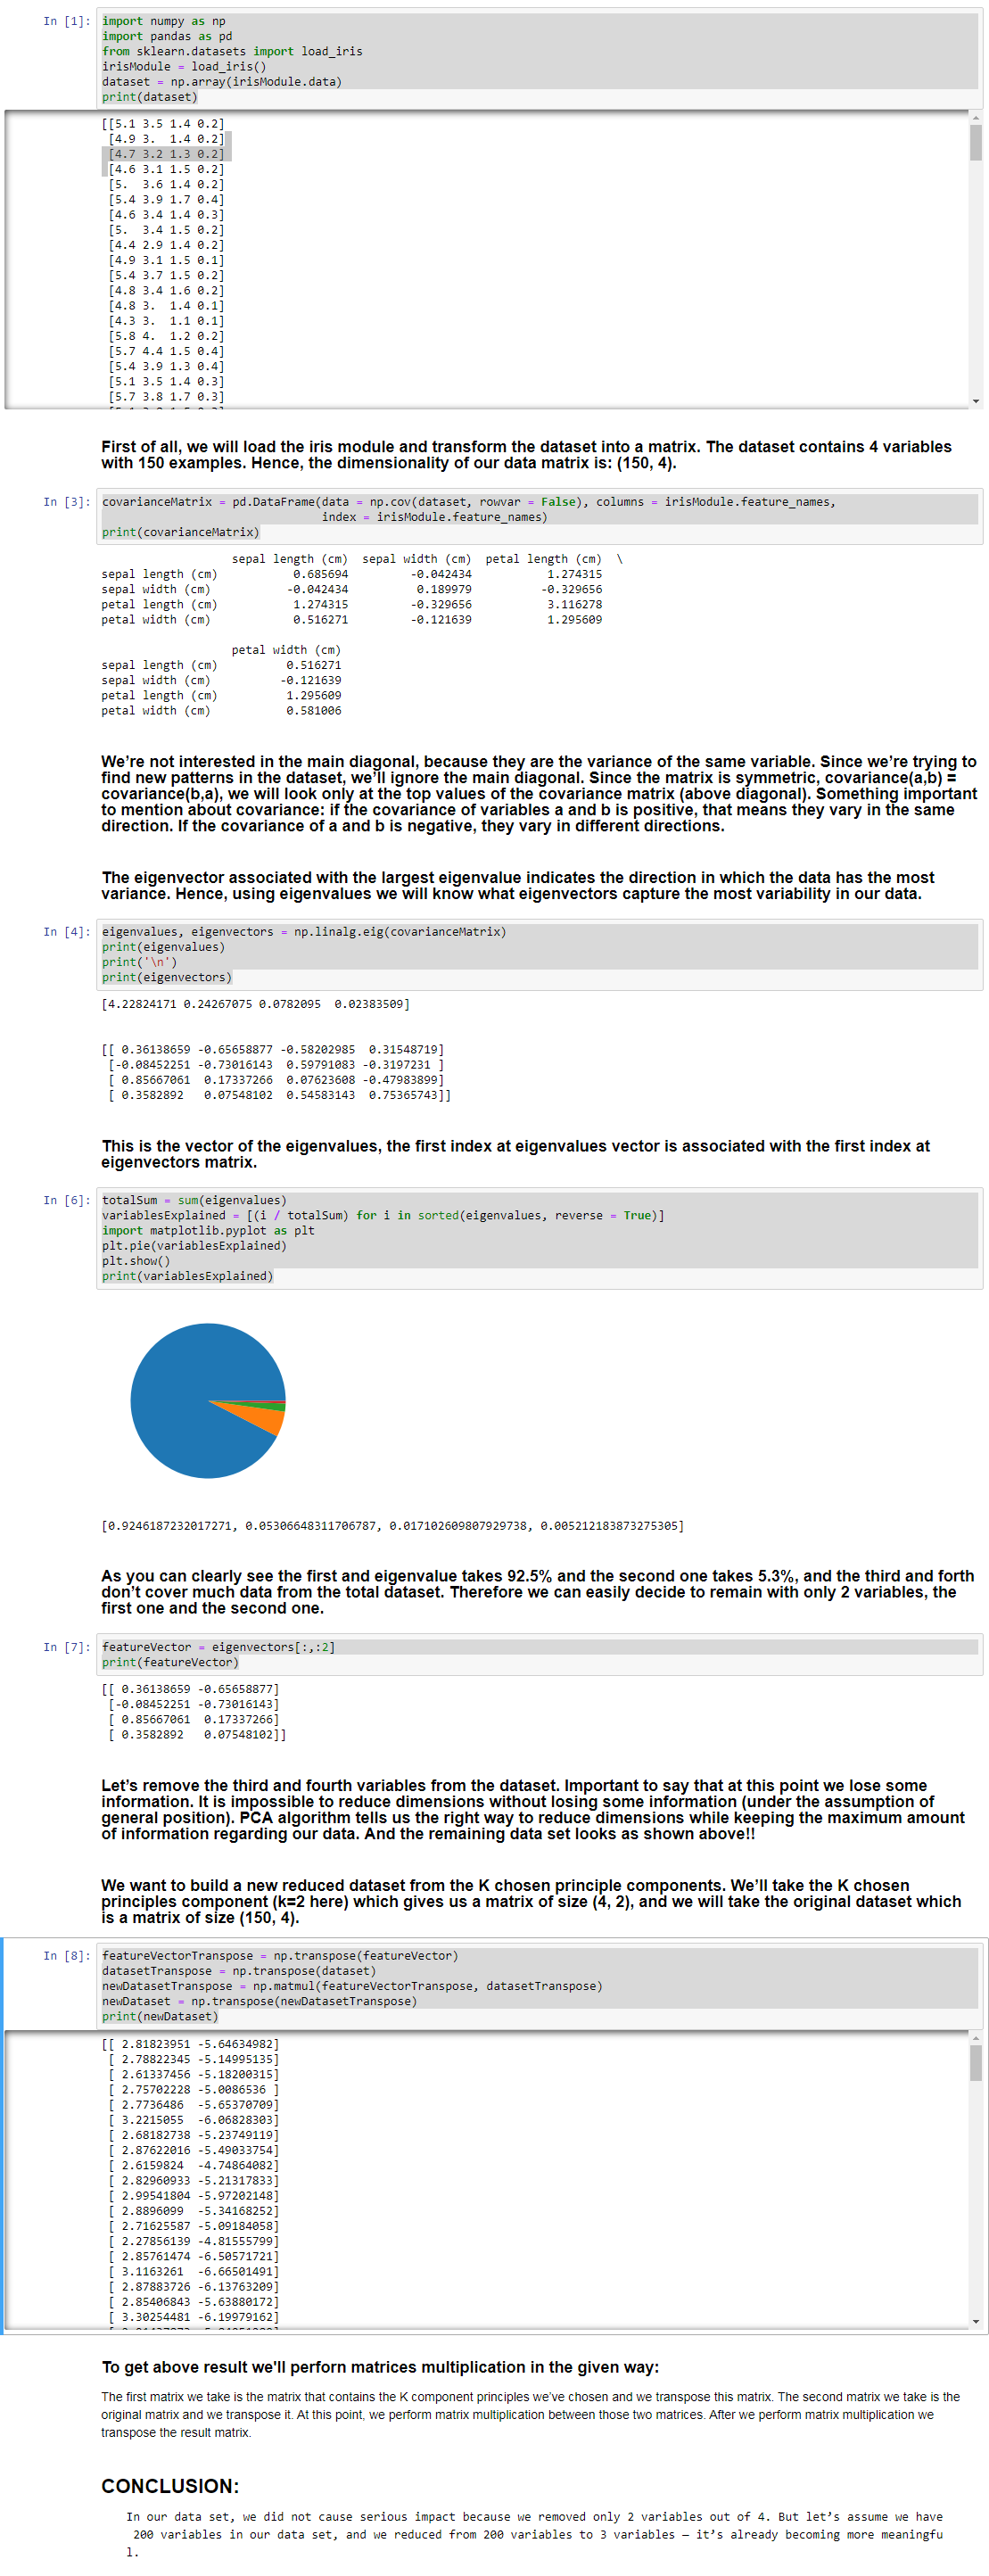 In [1]: import numpy as np
import pandas as pd
from sklearn.datasets import load_iris
irisModule = load_iris()
dataset = np.array(irisModule.data)
print(dataset)
[[5.1 3.5 1.4 0.2]
[4.9 3.  1.4 0.2]
[4.7 3.2 1.3 0.2]
[4.6 3.1 1.5 0.2]
[5.  3.6 1.4 0.2]
[5.4 3.9 1.7 0.4]
[4.6 3.4 1.4 0.3]
[5.  3.4 1.5 0.2]
[4.4 2.9 1.4 0.2]
[4.9 3.1 1.5 0.1]
[5.4 3.7 1.5 0.2]
[4.8 3.4 1.6 0.2]
[4.8 3.  1.4 0.1]
[4.3 3.  1.1 0.1]
[5.8 4.  1.2 0.2]
[5.7 4.4 1.5 0.4]
[5.4 3.9 1.3 0.4]
[5.1 3.5 1.4 0.3]
[5.7 3.8 1.7 0.3]
First of all, we will load the iris module and transform the dataset into a matrix. The dataset contains 4 variables
with 150 examples. Hence, the dimensionality of our data matrix is: (150, 4).
In [3]: covarianceMatrix = pd.DataFrame(data = np.cov(dataset, rowvar = False), columns = irisModule.feature_names,
index = irisModule.feature_names)
print(covarianceMatrix)
sepal length (cm)  sepal width (cm)  petal length (cm)  \
sepal length (cm)           0.685694         -0.042434           1.274315
sepal width (cm)           -0.042434          0.189979          -0.329656
petal length (cm)           1.274315         -0.329656           3.116278
petal width (cm)            0.516271         -0.121639           1.295609
petal width (cm)
sepal length (cm)          0.516271
sepal width (cm)          -0.121639
petal length (cm)          1.295609
petal width (cm)           0.581006
We’re not interested in the main diagonal, because they are the variance of the same variable. Since we’re trying to
find new patterns in the dataset, we’ll ignore the main diagonal. Since the matrix is symmetric, covariance(a,b) =
covariance(b,a), we will look only at the top values of the covariance matrix (above diagonal). Something important
to mention about covariance: if the covariance of variables a and b is positive, that means they vary in the same
direction. If the covariance of a and b is negative, they vary in different directions.
The eigenvector associated with the largest eigenvalue indicates the direction in which the data has the most
variance. Hence, using eigenvalues we will know what eigenvectors capture the most variability in our data.
In [4]: eigenvalues, eigenvectors = np.linalg.eig(covarianceMatrix)
print(eigenvalues)
print('\n')
print(eigenvectors)
[4.22824171 0.24267075 0.0782095  0.02383509]
[[ 0.36138659 -0.65658877 -0.58202985  0.31548719]
[-0.08452251 -0.73016143  0.59791083 -0.3197231 ]
[ 0.85667061  0.17337266  0.07623608 -0.47983899]
[ 0.3582892   0.07548102  0.54583143  0.75365743]]
This is the vector of the eigenvalues, the first index at eigenvalues vector is associated with the first index at
eigenvectors matrix.
In [6]: totalSum = sum(eigenvalues)
variablesExplained = [(i / totalSum) for i in sorted(eigenvalues, reverse = True)]
import matplotlib.pyplot as plt
plt.pie(variablesExplained)
plt.show()
print(variablesExplained)
[0.9246187232017271, 0.05306648311706787, 0.017102609807929738, 0.005212183873275305]
As you can clearly see the first and eigenvalue takes 92.5% and the second one takes 5.3%, and the third and forth
don’t cover much data from the total dataset. Therefore we can easily decide to remain with only 2 variables, the
first one and the second one.
In [7]: featureVector = eigenvectors[:,:2]
print(featureVector)
[[ 0.36138659 -0.65658877]
[-0.08452251 -0.73016143]
[ 0.85667061  0.17337266]
[ 0.3582892   0.07548102]]
Let’s remove the third and fourth variables from the dataset. Important to say that at this point we lose some
information. It is impossible to reduce dimensions without losing some information (under the assumption of
general position). PCA algorithm tells us the right way to reduce dimensions while keeping the maximum amount
of information regarding our data. And the remaining data set looks as shown above!!
We want to build a new reduced dataset from the K chosen principle components. We’ll take the K chosen
principles component (k=2 here) which gives us a matrix of size (4, 2), and we will take the original dataset which
is a matrix of size (150, 4).
In [8]: featureVectorTranspose = np.transpose(featureVector)
datasetTranspose = np.transpose(dataset)
newDatasetTranspose = np.matmul(featureVectorTranspose, datasetTranspose)
newDataset = np.transpose(newDatasetTranspose)
print(newDataset)
[[ 2.81823951 -5.64634982]
[ 2.78822345 -5.14995135]
[ 2.61337456 -5.18200315]
[ 2.75702228 -5.0086536 ]
[ 2.7736486  -5.65370709]
[ 3.2215055  -6.06828303]
[ 2.68182738 -5.23749119]
[ 2.87622016 -5.49033754]
[ 2.6159824  -4.74864082]
[ 2.82960933 -5.21317833]
[ 2.99541804 -5.97202148]
[ 2.8896099  -5.34168252]
[ 2.71625587 -5.09184058]
[ 2.27856139 -4.81555799]
[ 2.85761474 -6.50571721]
[ 3.1163261  -6.66501491]
[ 2.87883726 -6.13763209]
[ 2.85406843 -5.63880172]
[ 3.30254481 -6.19979162]
To get above result we'll perforn matrices multiplication in the given way:
The first matrix we take is the matrix that contains the K component principles we’ve chosen and we transpose this matrix. The second matrix we take is the
original matrix and we transpose it. At this point, we perform matrix multiplication between those two matrices. After we perform matrix multiplication we
transpose the result matrix.
CONCLUSION:
In our data set, we did not cause serious impact because we removed only 2 variables out of 4. But let’s assume we have
200 variables in our data set, and we reduced from 200 variables to 3 variables — it’s already becoming more meaningfu
l.